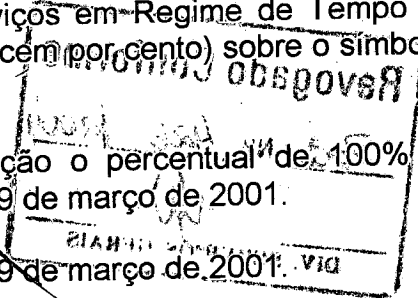 viços em Regime de Tempo
cem por cento) sobre o símbo
Revogado
ção o percentual de 100%
9 de março de 2001.
9 de março de 2001.